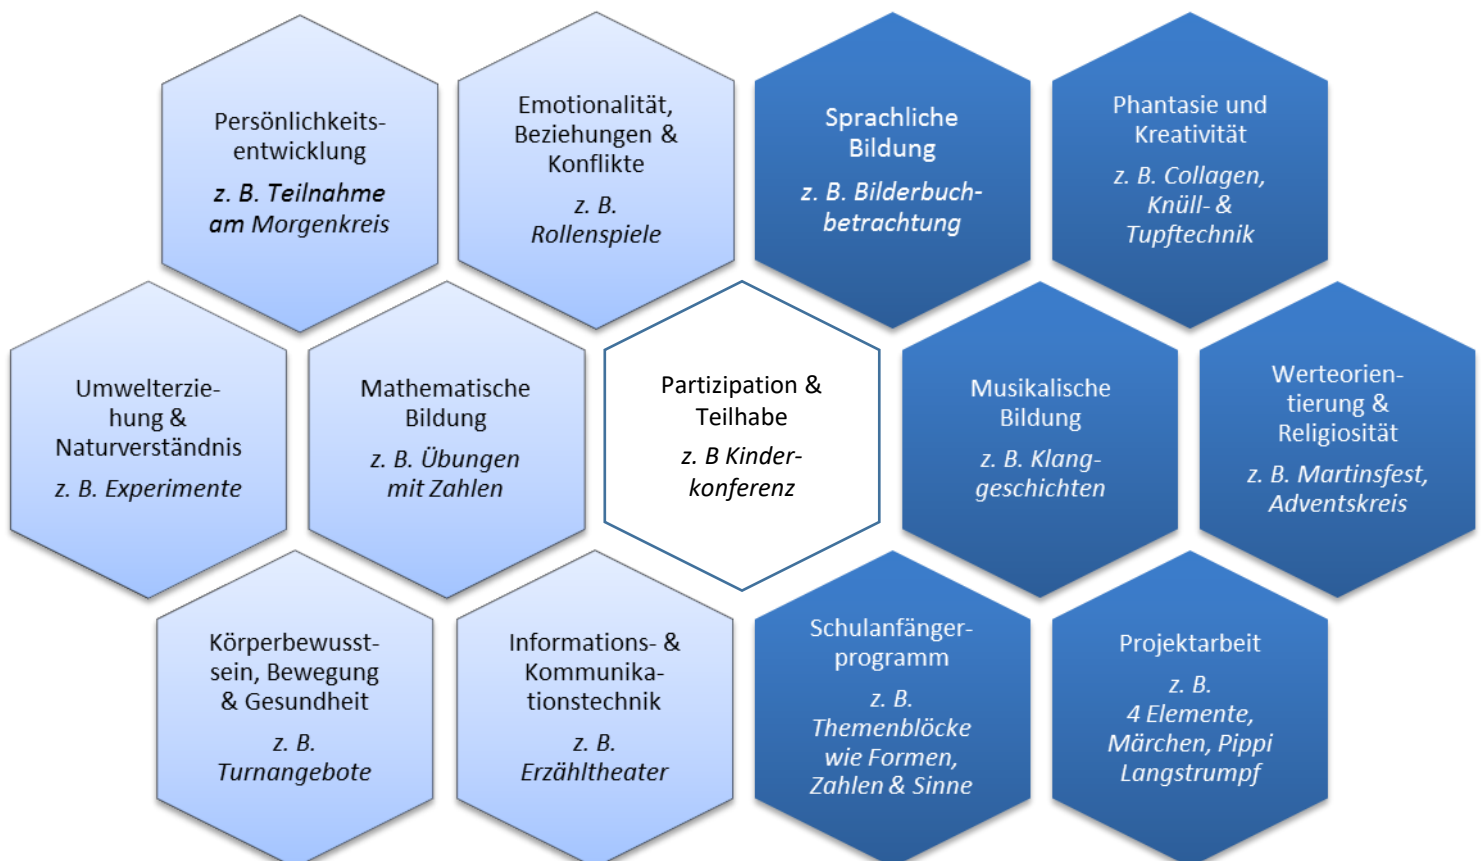 Persönlichkeits-
entwicklung
z. B. Teilnahme
am Morgenkreis
Emotionalität,
Beziehungen &
Konflikte
z. B.
Rollenspiele
Sprachliche
Bildung
z. B. Bilderbuch-
betrachtung
Phantasie und
Kreativität
z. B. Collagen,
Knüll- &
Tupftechnik
Umwelterzie-
hung &
Naturverständnis
z. B. Experimente
Mathematische
Bildung
z. B. Übungen
mit Zahlen
Partizipation &
Teilhabe
z. B Kinder-
konferenz
Musikalische
Bildung
z. B. Klang-
geschichten
Werteorien-
tierung &
Religiosität
z. B. Martinsfest,
Adventskreis
Körperbewusst-
sein, Bewegung
& Gesundheit
z. B.
Turnangebote
Informations- &
Kommunika-
tionstechnik
z. B.
Erzähltheater
Schulanfänger-
programm
z. B.
Themenblöcke
wie Formen,
Zahlen & Sinne
Projektarbeit
z. B.
4 Elemente,
Märchen, Pippi
Langstrumpf